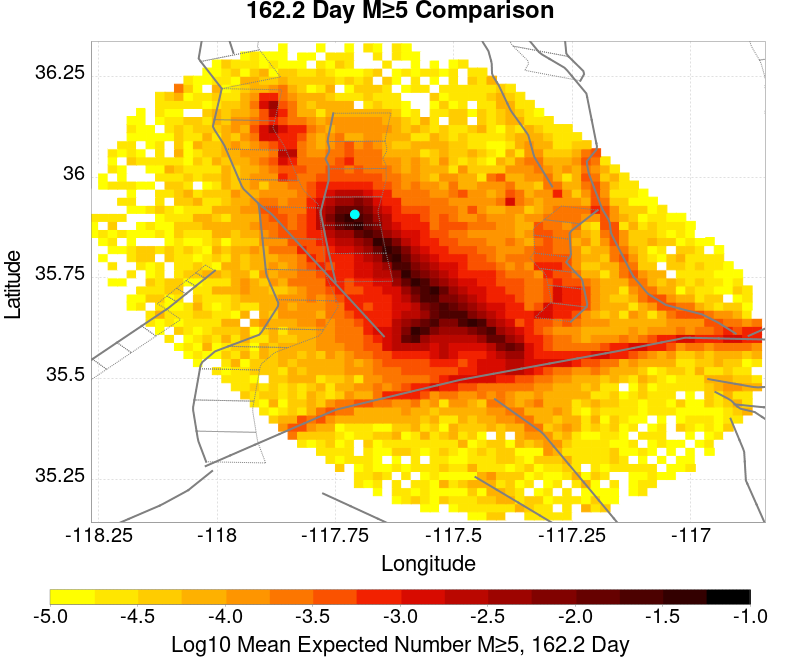 162.2 Day M≥5 Comparison
36.25
36
35.75
35.5
35.25
Latitude
-118.25 -118 -117.75 -117.5 -117.25 -117
Longitude
-5.0 -4.5 -4.0 -3.5 -3.0 -2.5 -2.0 -1.5 -1.0
Log10 Mean Expected Number M≥5, 162.2 Day